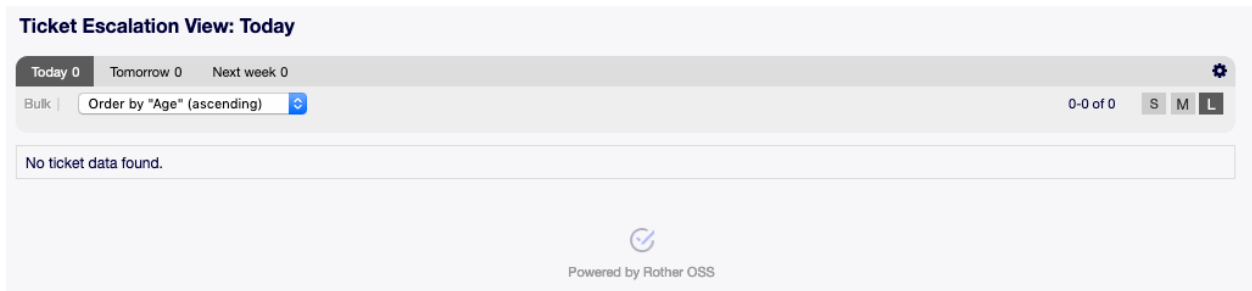 Ticket Escalation View: Today
Today 0 Tomorrow 0 Next week 0
Bulk | Order by "Age" (ascending) 0-0 of 0 S M L
No ticket data found.
Powered by Rother OSS